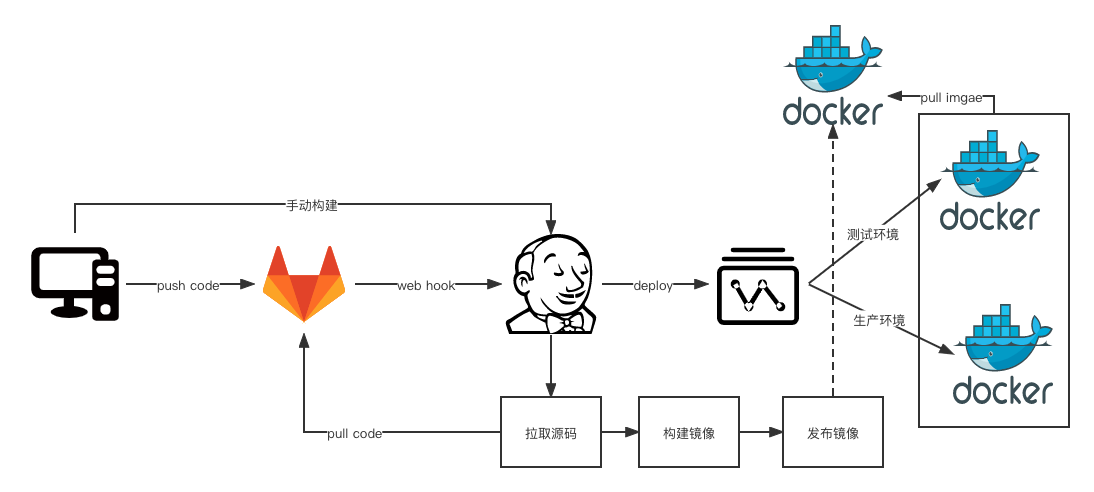 docker
pull imgae
docker
手动构建
测试环境
push code
web hook
deploy
生产环境
docker
pull code
拉取源码
构建镜像
发布镜像